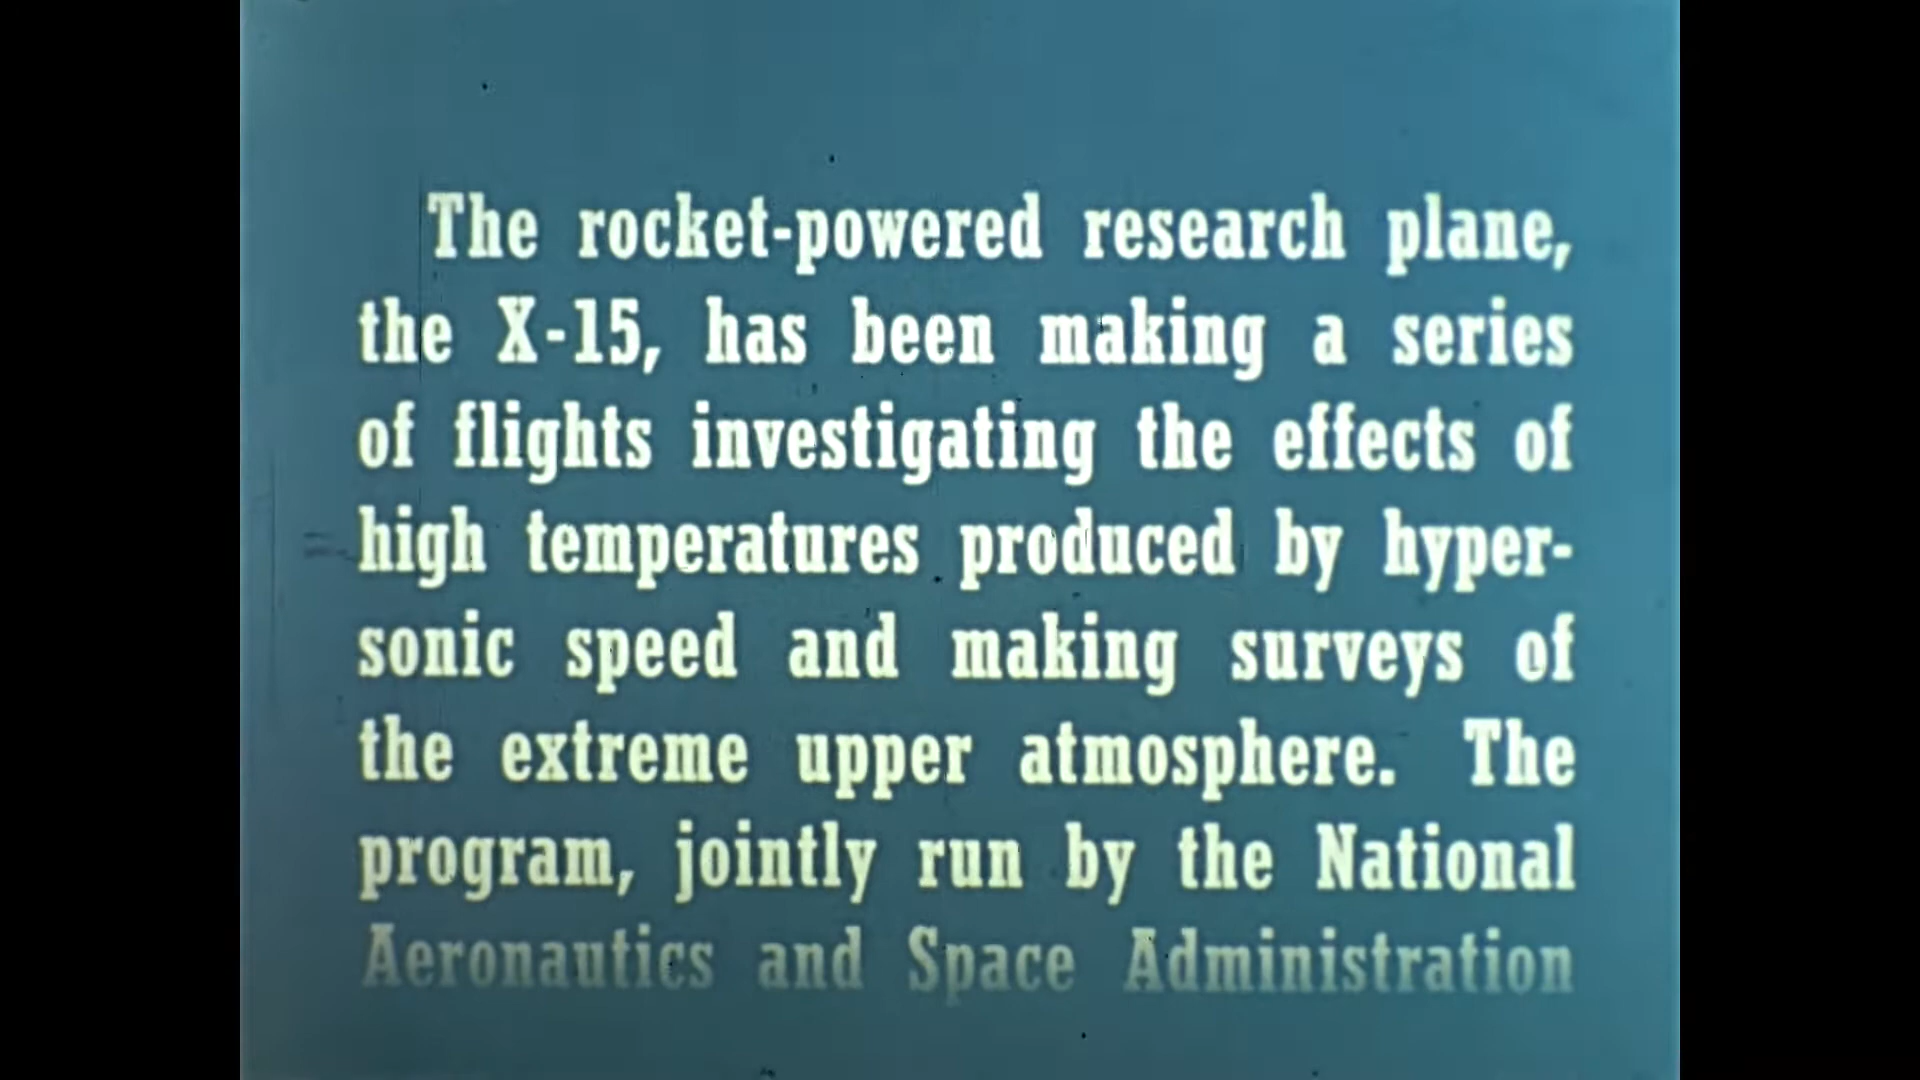 The rocket-powered research plane,
the X-15, has been making a series
of flights investigating the effects of
high temperatures produced by hyper-
sonic speed and making surveys of
the extreme upper atmosphere. The
program, jointly run by the National
Aeronautics and Space Administration